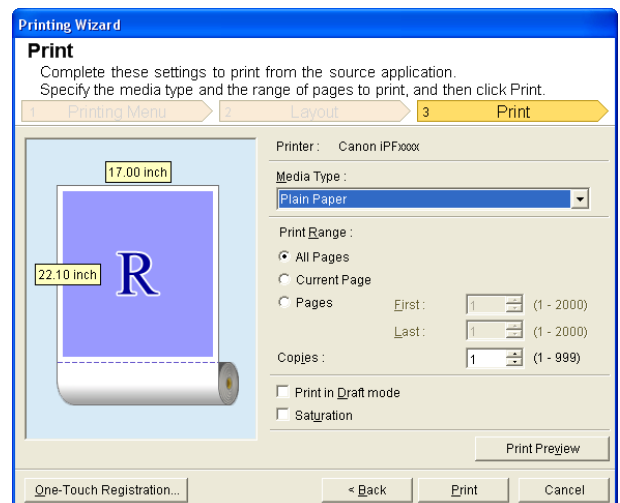 Printing Wizard
Print
Complete these settings to print from the source application.
Specify the media type and the range of pages to print, and then click Print.
1 Printing Menu 2 Layout 3 Print
Printer : Canon iPFxxxx
17.00 inch
22.10 inch
R
Media Type :
Plain Paper
Print Range :
All Pages
Current Page
Pages First : 1 (1 - 2000)
Last : 1 (1 - 2000)
Copies : 1 (1 - 999)
Print in Draft mode
Saturation
Print Preview
One-Touch Registration... < Back Print Cancel